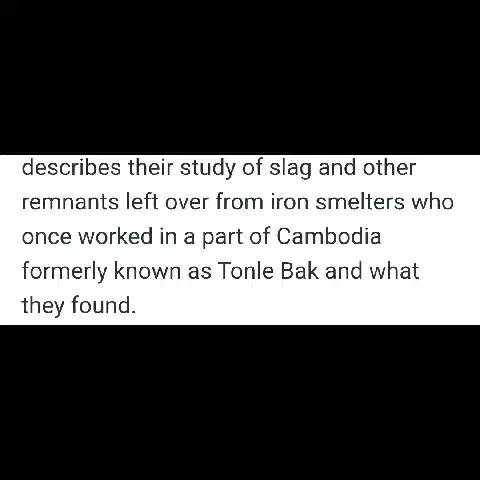 describes their study of slag and other
remnants left over from iron smelters who
once worked in a part of Cambodia
formerly known as Tonle Bak and what
they found.